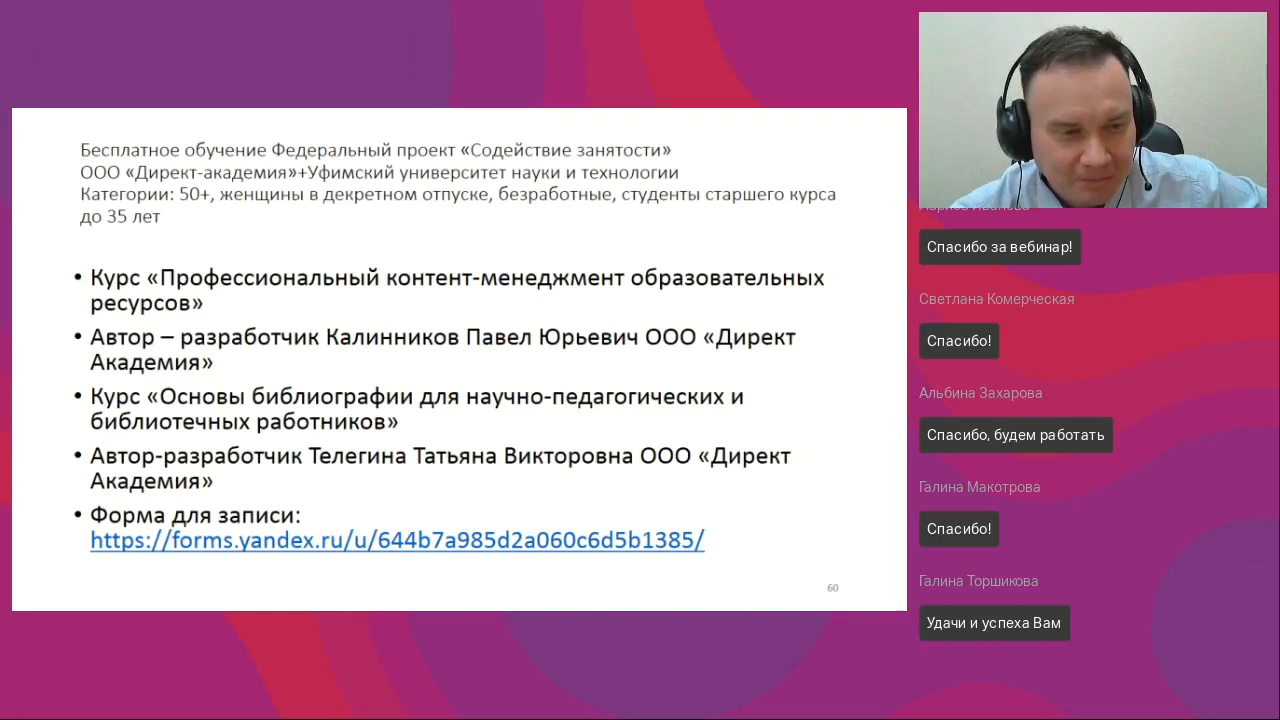 Бесплатное обучение Федеральный проект «Содействие занятости»
ООО «Директ-академия»+Уфимский университет науки и технологии
Категории: 50+, женщины в декретном отпуске, безработные, студенты старшего курса
до 35 лет
• Курс «Профессиональный контент-менеджмент образовательных
ресурсов»
• Автор – разработчик Калинников Павел Юрьевич ООО «Директ
Академия»
• Курс «Основы библиографии для научно-педагогических и
библиотечных работников»
• Автор-разработчик Телегина Татьяна Викторовна ООО «Директ
Академия»
• Форма для записи:
https://forms.yandex.ru/u/644b7a985d2a060c6d5b1385/
60
Спасибо за вебинар!
Светлана Комерческая
Спасибо!
Альбина Захарова
Спасибо, будем работать
Галина Макотрова
Спасибо!
Галина Торшикова
Удачи и успеха Вам